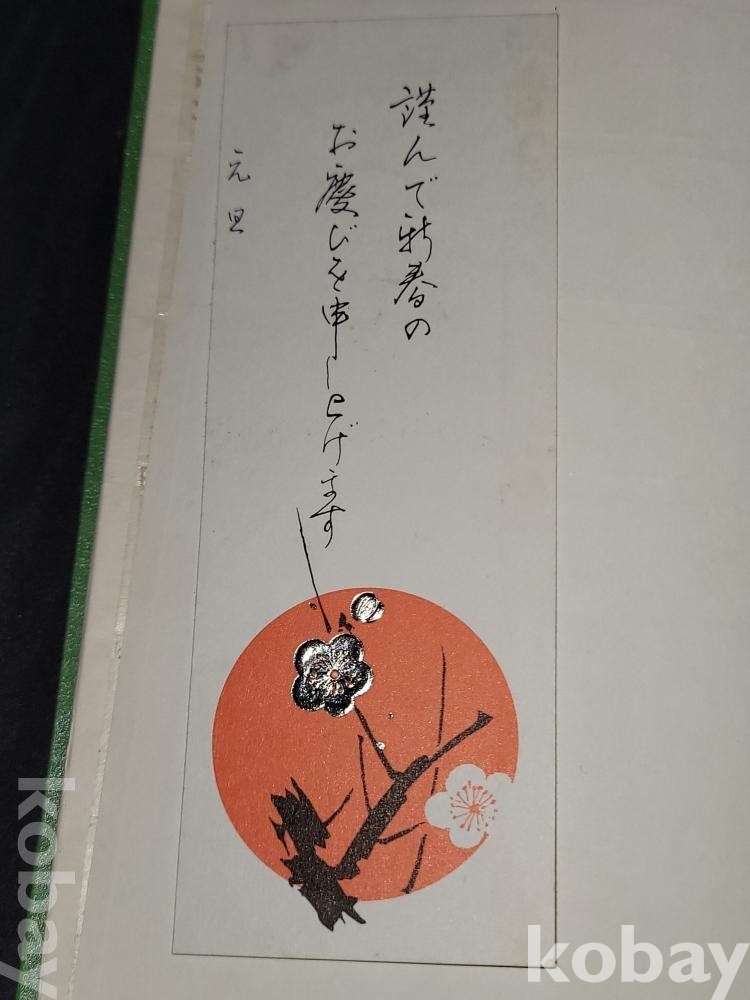 謹んで新春の
お慶びを申し上げます
元旦
kobay
kobay